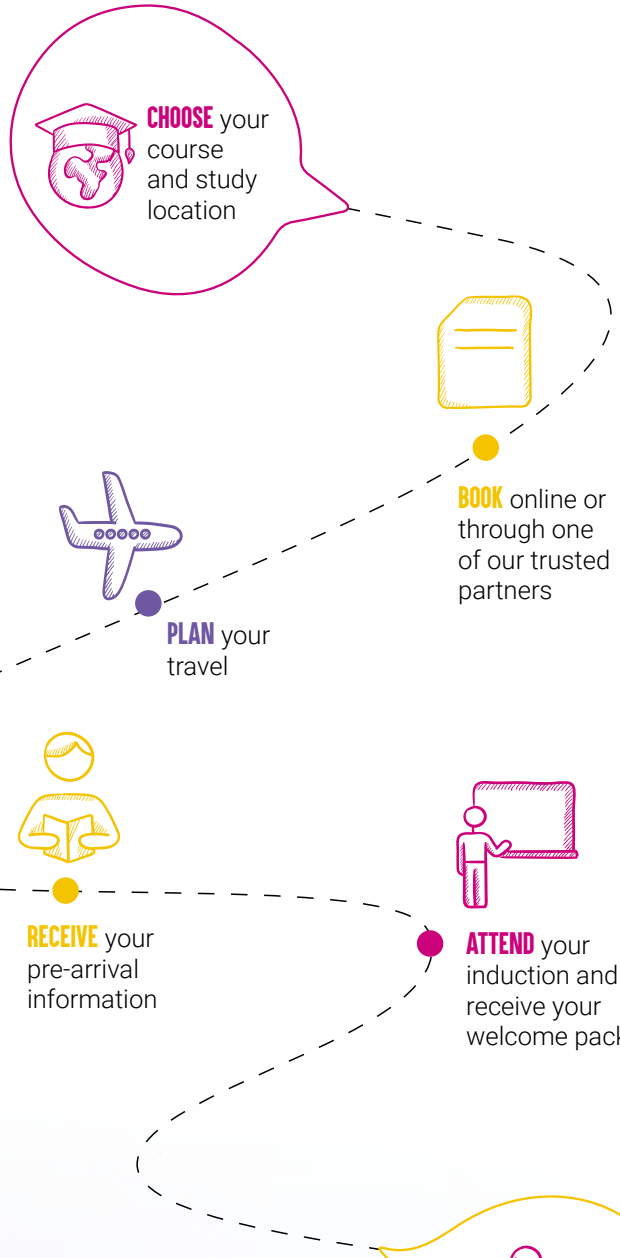 CHOOSE your
course
and study
location
BOOK online or
through one
of our trusted
partners
PLAN your
travel
RECEIVE your
pre-arrival
information
ATTEND your
induction and
receive your
welcome pack